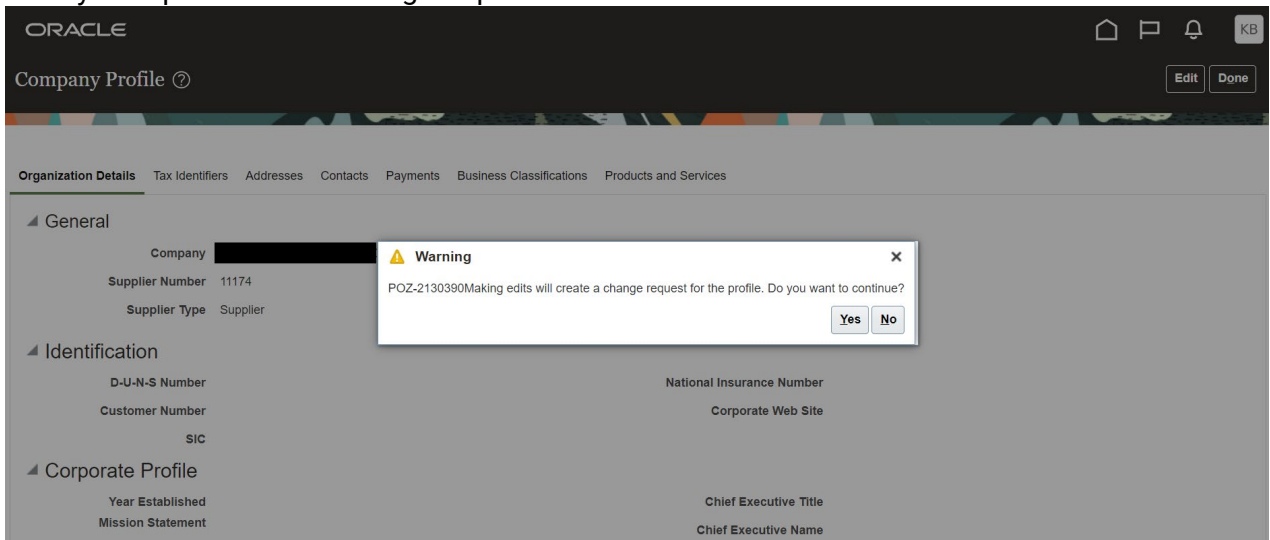 ORACLE
KB
Company Profile
Edit Done
Organization Details Tax Identifiers Addresses Contacts Payments Business Classifications Products and Services
General
Company
Warning
Supplier Number 11174
POZ-2130390Making edits will create a change request for the profile. Do you want to continue?
Supplier Type Supplier
Yes No
Identification
D-U-N-S Number National Insurance Number
Customer Number Corporate Web Site
SIC
Corporate Profile
Year Established Chief Executive Title
Mission Statement Chief Executive Name